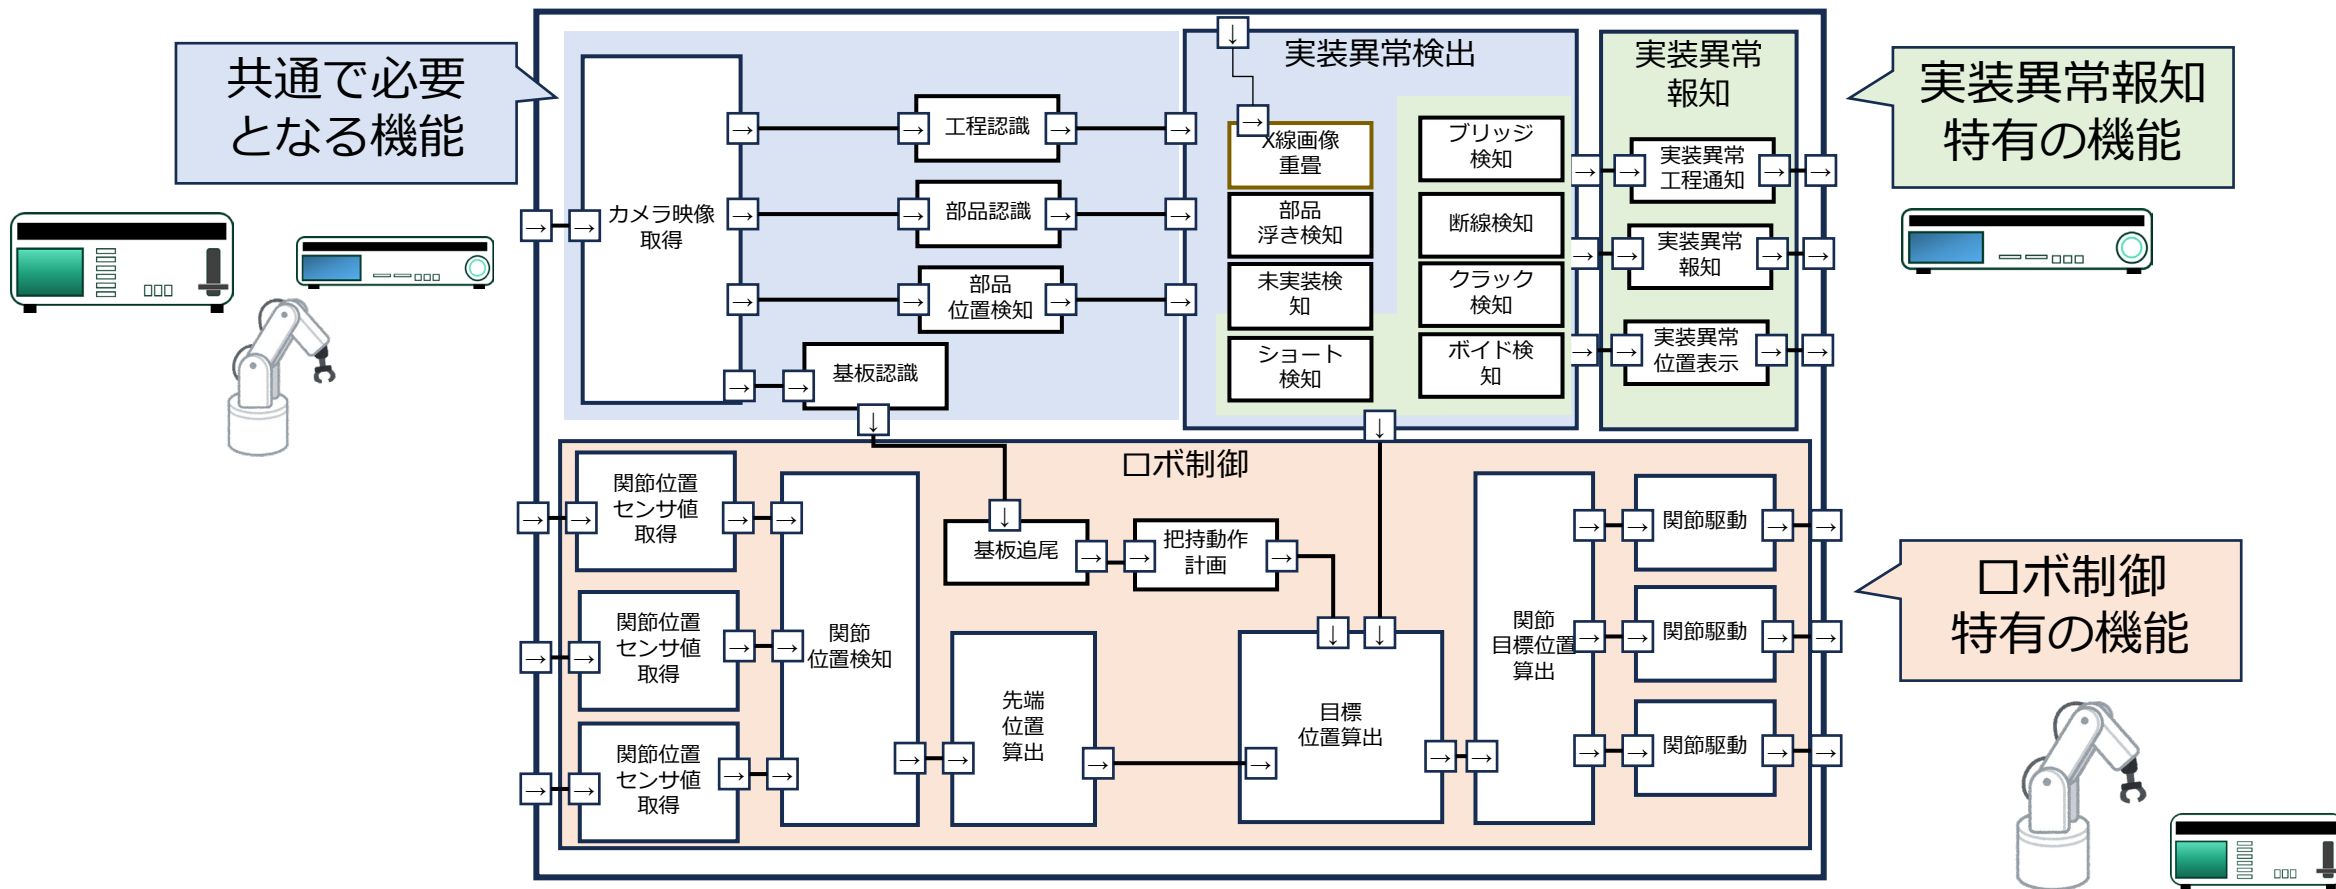 共通で必要
となる機能
実装異常検出
実装異常
報知
実装異常報知
特有の機能
カメラ映像
取得
工程認識
部品認識
部品
位置検知
基板認識
X線画像
重畳
部品
浮き検知
未実装検
知
ショート
検知
ブリッジ
検知
断線検知
クラック
検知
ボイド検
知
実装異常
工程通知
実装異常
報知
実装異常
位置表示
ロボ制御
関節位置
センサ値
取得
関節位置
センサ値
取得
関節位置
センサ値
取得
関節
位置検知
基板追尾
把持動作
計画
先端
位置
算出
目標
位置算出
関節
目標位置
算出
関節駆動
関節駆動
関節駆動
ロボ制御
特有の機能